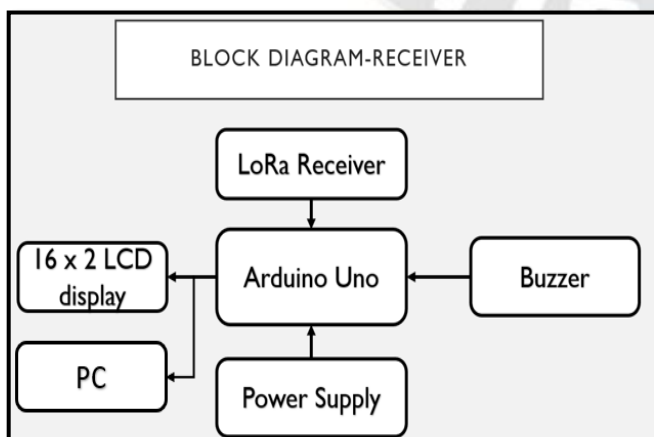 BLOCK DIAGRAM-RECEIVER
LoRa Receiver
16 x 2 LCD
display
Arduino Uno
Buzzer
PC
Power Supply